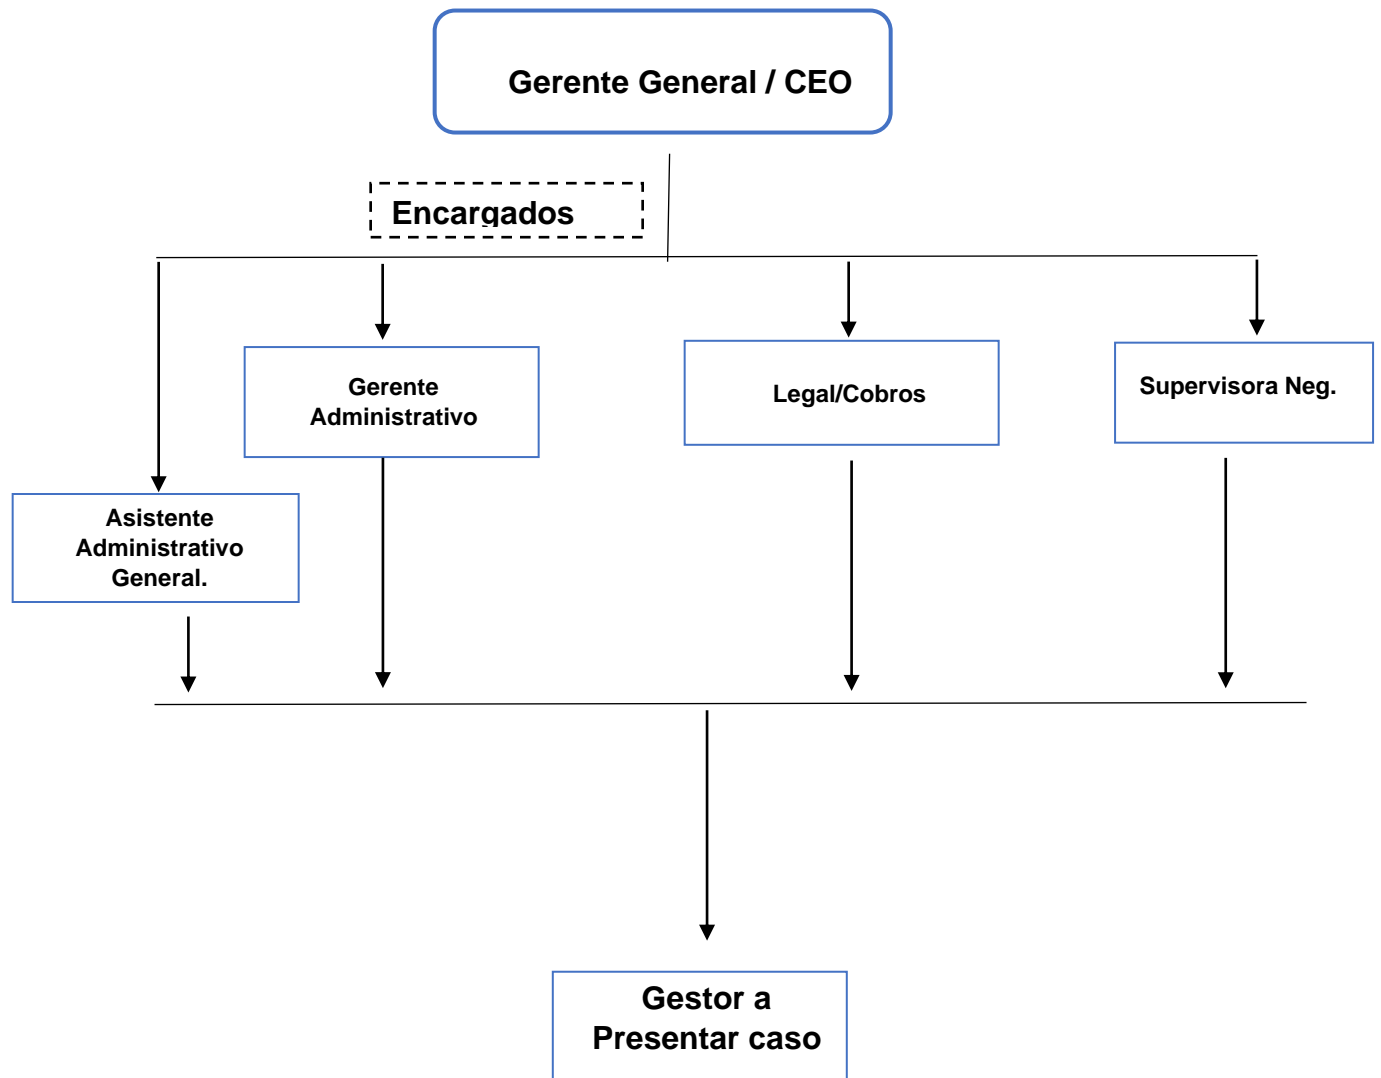 Gerente General / CEO
Encargados
Gerente
Administrativo
Legal/Cobros
Supervisora Neg.
Asistente
Administrativo
General.
Gestor a
Presentar caso